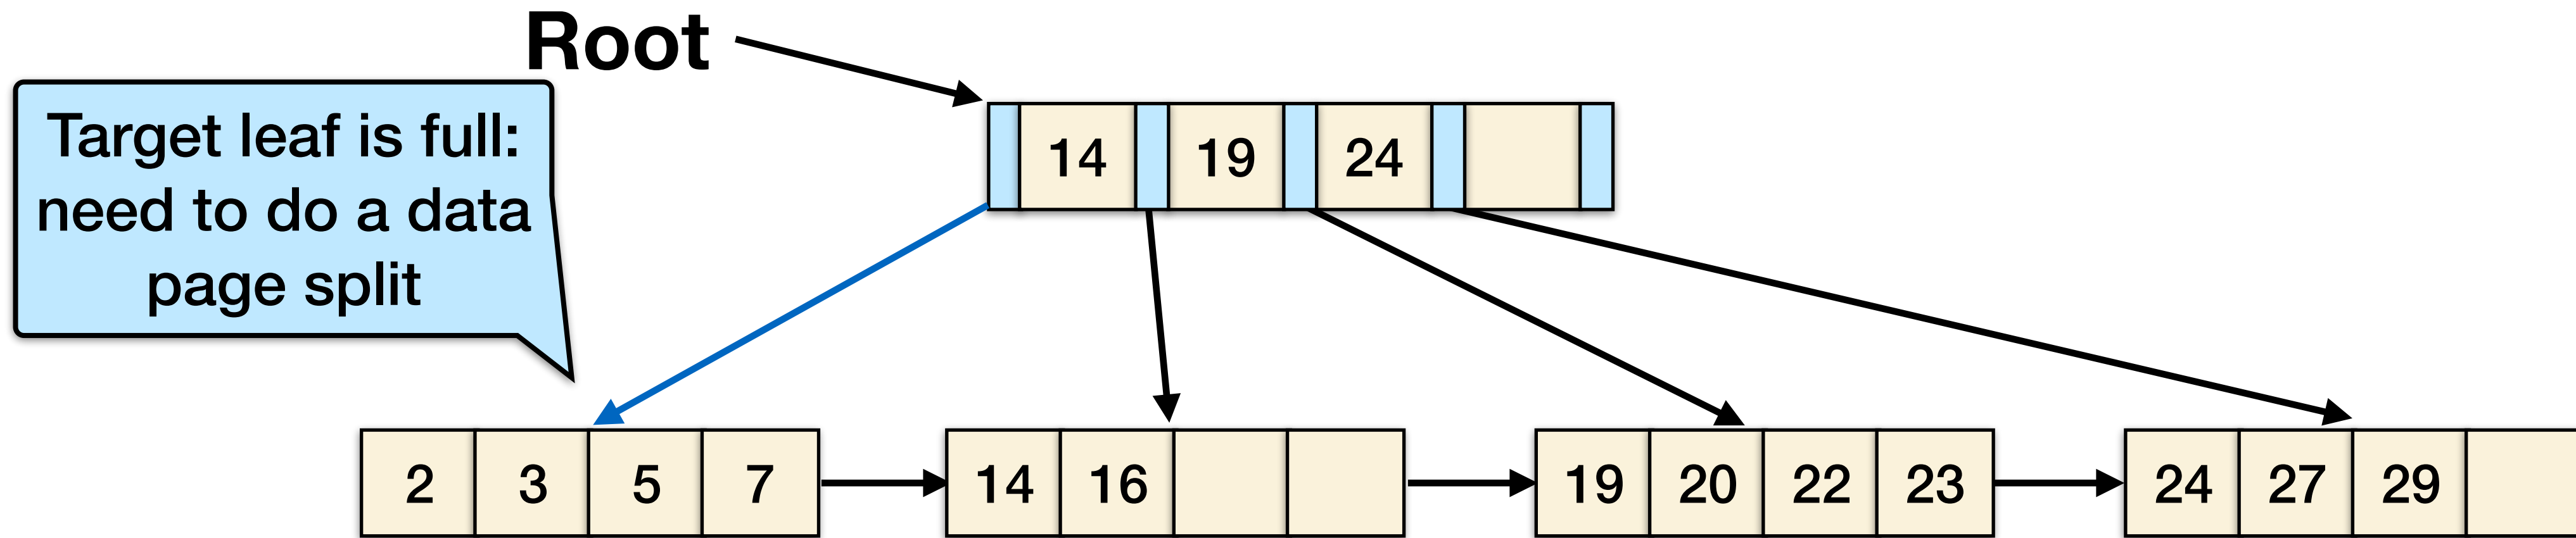 Root
Target leaf is full:
need to do a data
page split
14 19 24
2 3 5 7 14 16 19 20 22 23 24 27 29